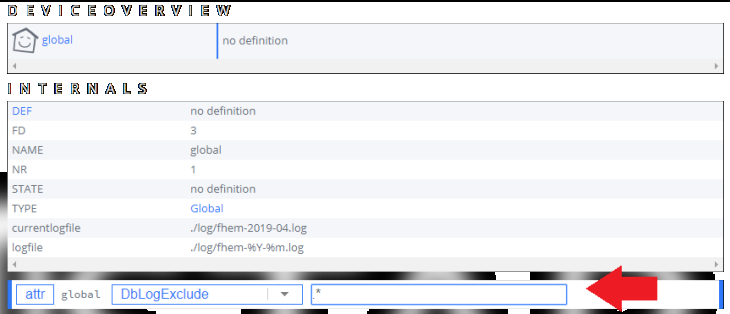 DEVICEOVERVIEW
global no definition
INTERNALS
DEF no definition
FD 3
NAME global
NR 1
STATE no definition
TYPE Global
currentlogfile ./log/fhem-2019-04.log
logfile ./log/fhem-%Y-%m.log
attr global DbLogExclude .*